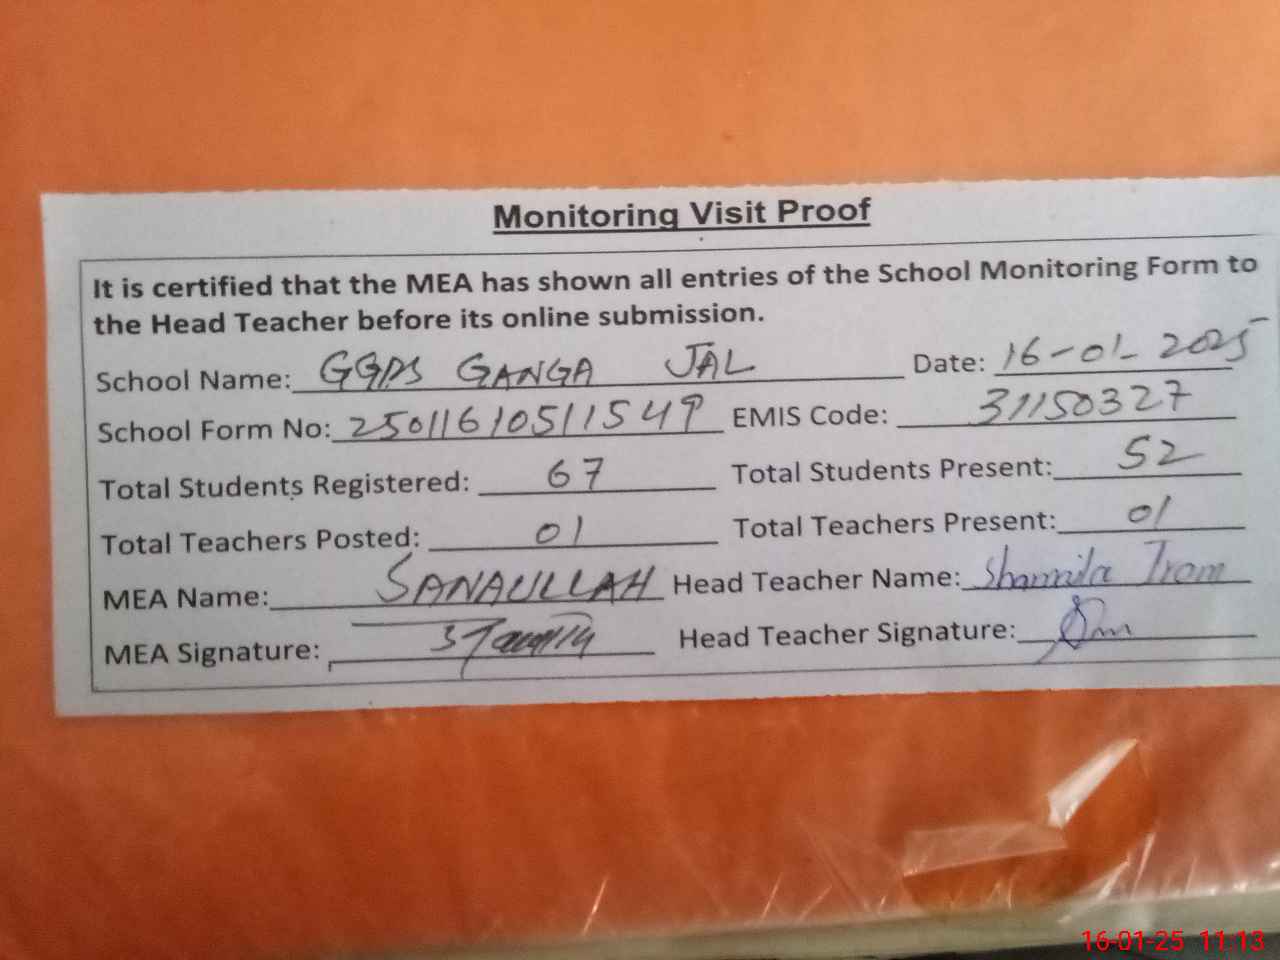 Monitoring Visit Proof
It is certified that the MEA has shown all entries of the School Monitoring Form to
the Head Teacher before its online submission.
School Name: GGPS GANGA JAL Date: 16-01-2025
School Form No: 25011610511549 EMIS Code: 31150327
Total Students Registered: 67 Total Students Present: 52
Total Teachers Posted: 01 Total Teachers Present: 01
MEA Name: SANAULLAH Head Teacher Name: Shamila Iram
MEA Signature: Head Teacher Signature:
16-01-25 11:13